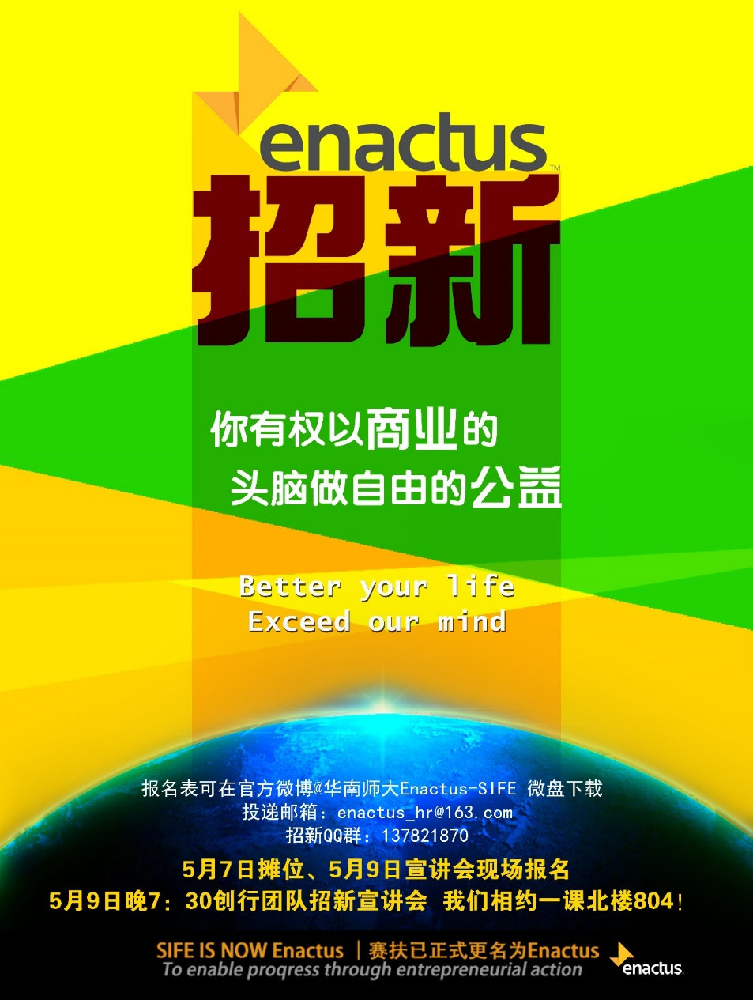 enactus™
招新
你有权以商业的
头脑做自由的公益
Better your life
Exceed our mind
报名表可在官方微博@华南师大Enactus-SIFE 微盘下载
投递邮箱：enactus_hr@163.com
招新QQ群：137821870
5月7日摊位、5月9日宣讲会现场报名
5月9日晚7：30创行团队招新宣讲会 我们相约一课北楼804！
SIFE IS NOW Enactus ｜赛扶已正式更名为Enactus
To enable progress through entrepreneurial action
enactus.